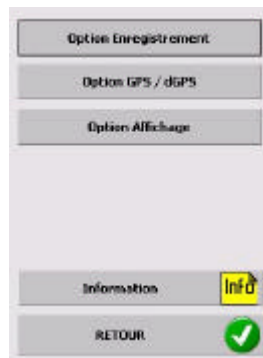 Option Enregistrement
Option GPS / dGPS
Option Affichage
Information
Info
RETOUR